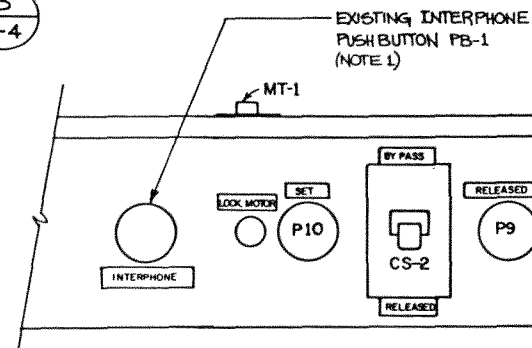 -4
EXISTING INTERPHONE
PUSHBUTTON PB-1
(NOTE 1)
MT-1
BY PASS
SET
RELEASED
LOCK MOTOR
P10
P9
CS-2
INTERPHONE
RELEASED